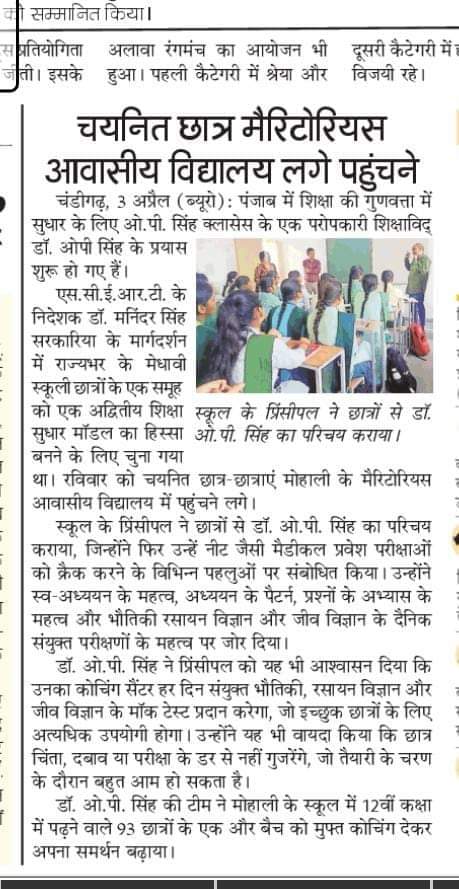 को सम्मानित किया।
प्रतियोगिता
जीती। इसके
अलावा रंगमंच का आयोजन भी
हुआ। पहली कैटेगरी में श्रेया और
दूसरी कैटेगरी में
विजयी रहे।
चयनित छात्र मैरिटोरियस
आवासीय विद्यालय लगे पहुंचने
चंडीगढ़, 3 अप्रैल (ब्यूरो): पंजाब में शिक्षा की गुणवत्ता में
सुधार के लिए ओ.पी. सिंह क्लासेस के एक परोपकारी शिक्षाविद्
डॉ. ओपी सिंह के प्रयास
शुरू हो गए हैं।
एस.सी.ई.आर.टी. के
निदेशक डॉ. मनिंदर सिंह
सरकारिया के मार्गदर्शन
में राज्यभर के मेधावी
स्कूली छात्रों के एक समूह
को एक अद्वितीय शिक्षा
सुधार मॉडल का हिस्सा
बनने के लिए चुना गया
स्कूल के प्रिंसीपल ने छात्रों से डॉ.
ओ.पी. सिंह का परिचय कराया।
था। रविवार को चयनित छात्र-छात्राएं मोहाली के मैरिटोरियस
आवासीय विद्यालय में पहुंचने लगे।
स्कूल के प्रिंसीपल ने छात्रों से डॉ. ओ.पी. सिंह का परिचय
कराया, जिन्होंने फिर उन्हें नीट जैसी मैडीकल प्रवेश परीक्षाओं
को क्रैक करने के विभिन्न पहलुओं पर संबोधित किया। उन्होंने
स्व-अध्ययन के महत्व, अध्ययन के पैटर्न, प्रश्नों के अभ्यास के
महत्व और भौतिकी रसायन विज्ञान और जीव विज्ञान के दैनिक
संयुक्त परीक्षणों के महत्व पर जोर दिया।
डॉ. ओ.पी. सिंह ने प्रिंसीपल को यह भी आश्वासन दिया कि
उनका कोचिंग सैंटर हर दिन संयुक्त भौतिकी, रसायन विज्ञान और
जीव विज्ञान के मॉक टेस्ट प्रदान करेगा, जो इच्छुक छात्रों के लिए
अत्यधिक उपयोगी होगा। उन्होंने यह भी वायदा किया कि छात्र
चिंता, दबाव या परीक्षा के डर से नहीं गुजरेंगे, जो तैयारी के चरण
के दौरान बहुत आम हो सकता है।
डॉ. ओ.पी. सिंह की टीम ने मोहाली के स्कूल में 12वीं कक्षा
में पढ़ने वाले 93 छात्रों के एक और बैच को मुफ्त कोचिंग देकर
अपना समर्थन बढ़ाया।